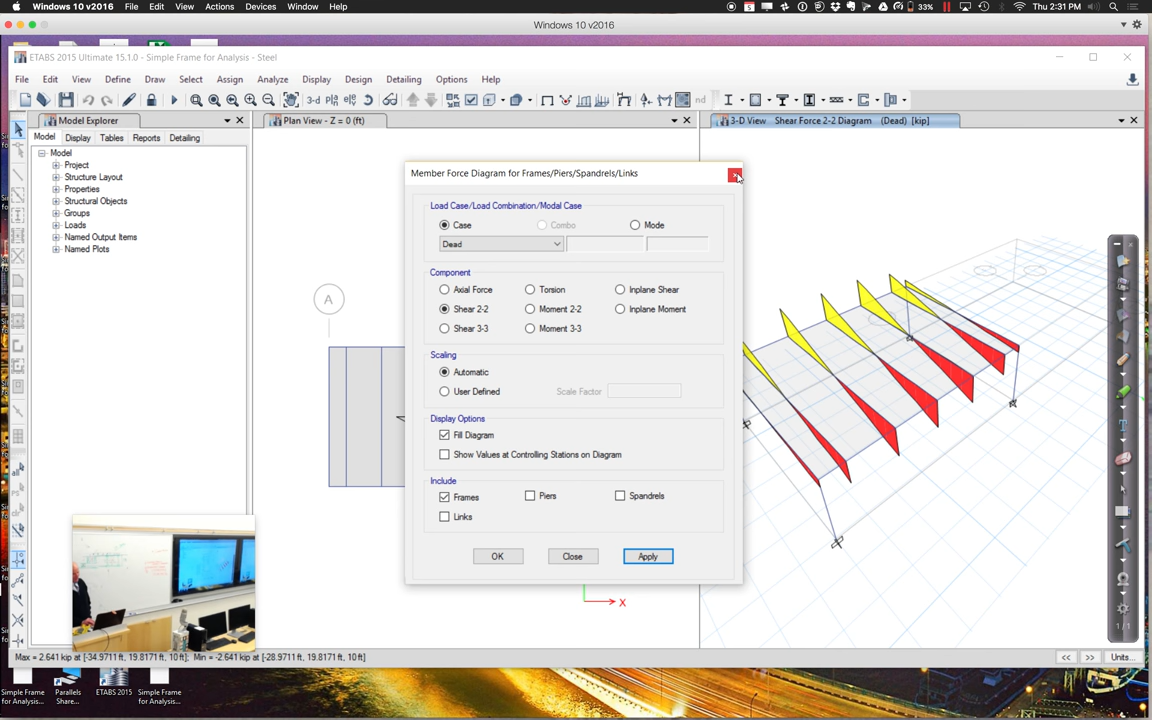 Windows 10 v2016 File Edit View Actions Devices Window Help
5
33% Thu 2:31 PM
Windows 10 v2016
ETABS 2015 Ultimate 15.1.0 - Simple Frame for Analysis - Steel
File Edit View Define Draw Select Assign Analyze Display Design Detailing Options Help
3-d nd
Model Explorer
Plan View - Z = 0 (ft)
3-D View Shear Force 2-2 Diagram (Dead) [kip]
Model Display Tables Reports Detailing
Model
Project
Structure Layout
Properties
Structural Objects
Groups
Loads
Named Output Items
Named Plots
A
Member Force Diagram for Frames/Piers/Spandrels/Links
Load Case/Load Combination/Modal Case
Case Combo Mode
Dead
Component
Axial Force Torsion Inplane Shear
Shear 2-2 Moment 2-2 Inplane Moment
Shear 3-3 Moment 3-3
Scaling
Automatic
User Defined Scale Factor
Display Options
Fill Diagram
Show Values at Controlling Stations on Diagram
Include
Frames Piers Spandrels
Links
OK Close Apply
X
T
1/1
Max = 2.641 kip at [-34.9711 ft, 19.8171 ft, 10 ft]; Min = -2.641 kip at [-28.9711 ft, 19.8171 ft, 10 ft]
<< >> Units...
Simple Frame for Analysis...
Parallels Share...
ETABS 2015
Simple Frame for Analysis...